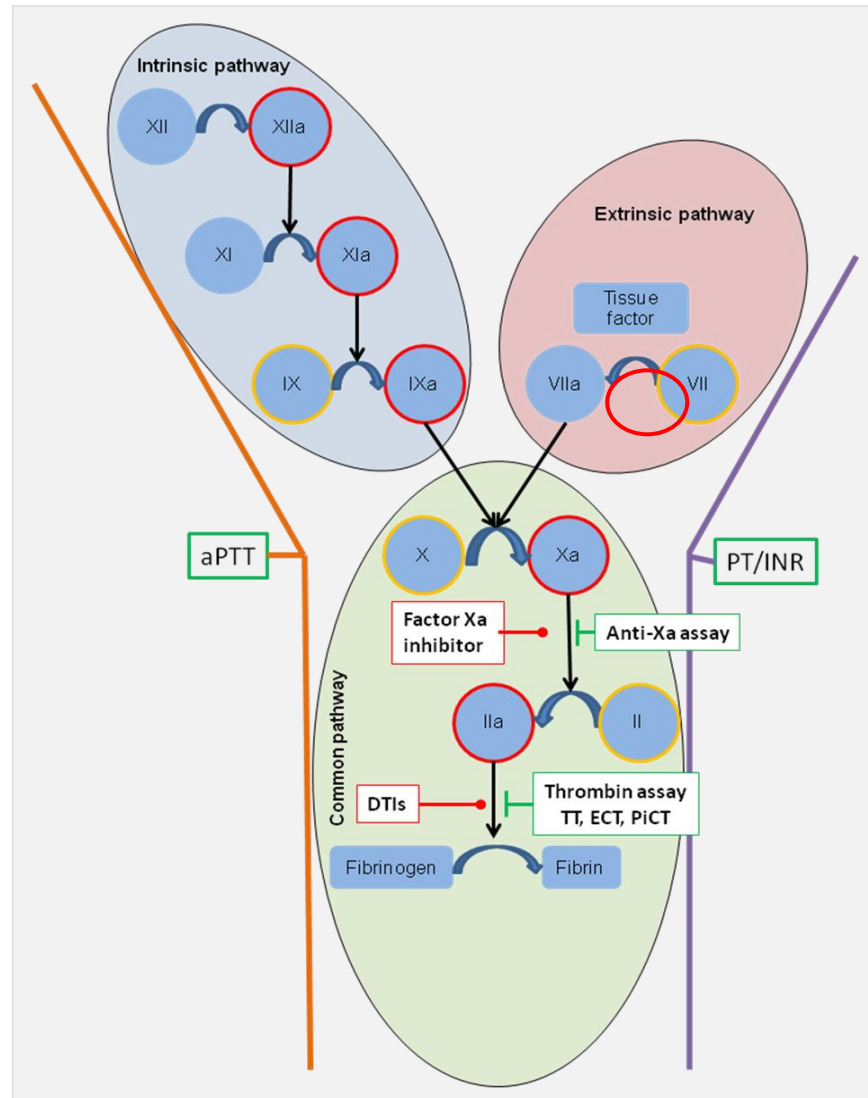 Intrinsic pathway
XII
XIIa
Extrinsic pathway
XI
XIa
Tissue
factor
IX
IXa
VIIa
VII
aPTT
X
Xa
PT/INR
Factor Xa
inhibitor
Anti-Xa assay
IIa
II
Common pathway
DTIs
Thrombin assay
TT, ECT, PiCT
Fibrinogen
Fibrin